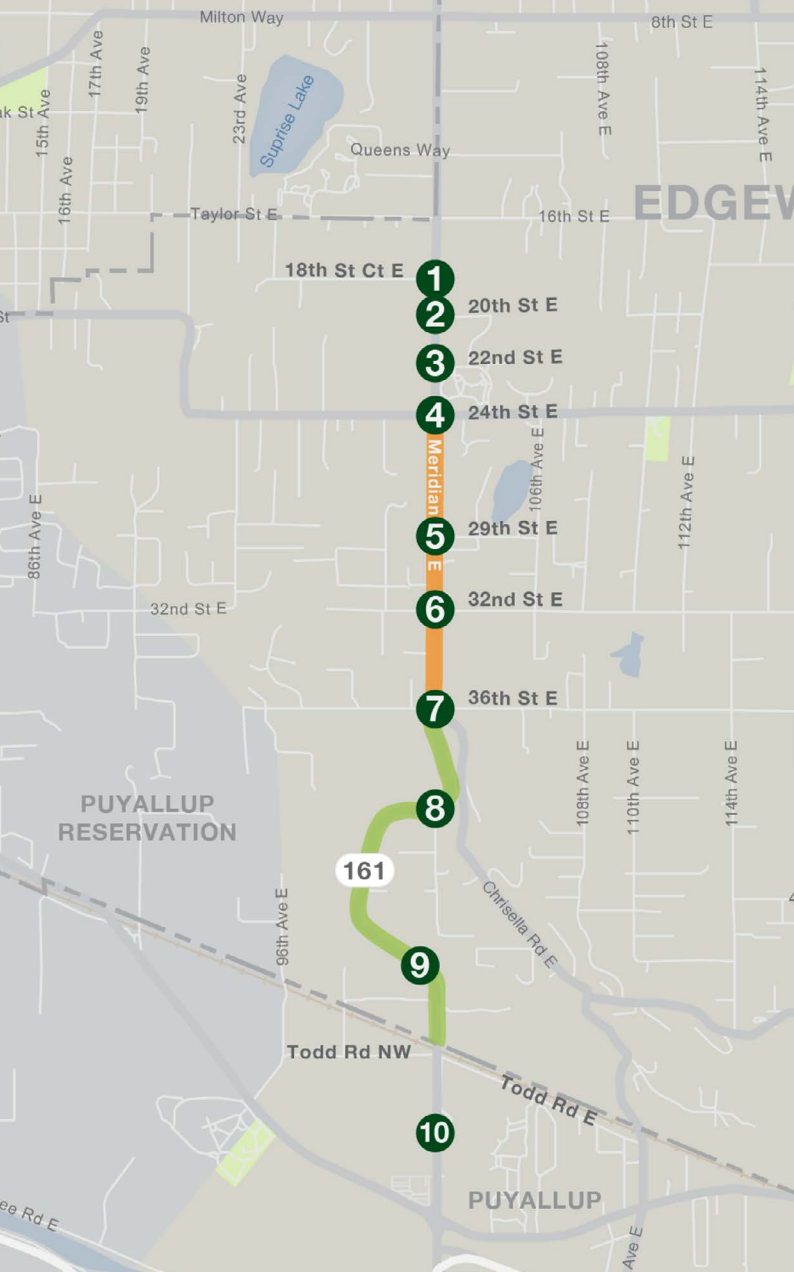 Milton Way
8th St E
17th Ave
19th Ave
23rd Ave
108th Ave E
114th Ave E
Suprise Lake
ak St
15th Ave
16th Ave
Queens Way
EDGEW
Taylor St E
16th St E
18th St Ct E
1
20th St E
2
St
22nd St E
3
24th St E
4
Meridian E
106th Ave E
112th Ave E
86th Ave E
29th St E
5
32nd St E
6
32nd St E
36th St E
7
108th Ave E
110th Ave E
114th Ave E
PUYALLUP
RESERVATION
8
161
4
96th Ave E
Chrisella Rd E
9
Todd Rd NW
Todd Rd E
10
PUYALLUP
ee Rd E
Ave E